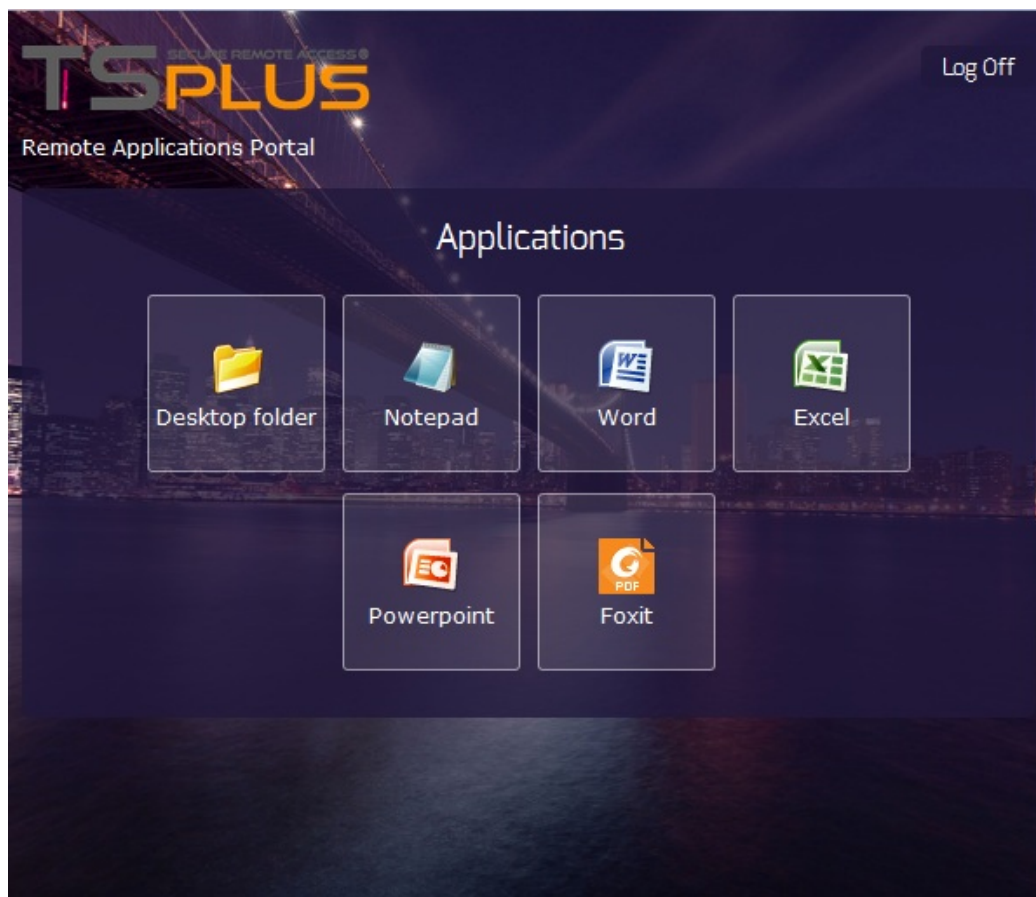 SECURE REMOTE ACCESS®
TSPLUS
Log Off
Remote Applications Portal
Applications
Desktop folder
Notepad
Word
Excel
Powerpoint
PDF
Foxit